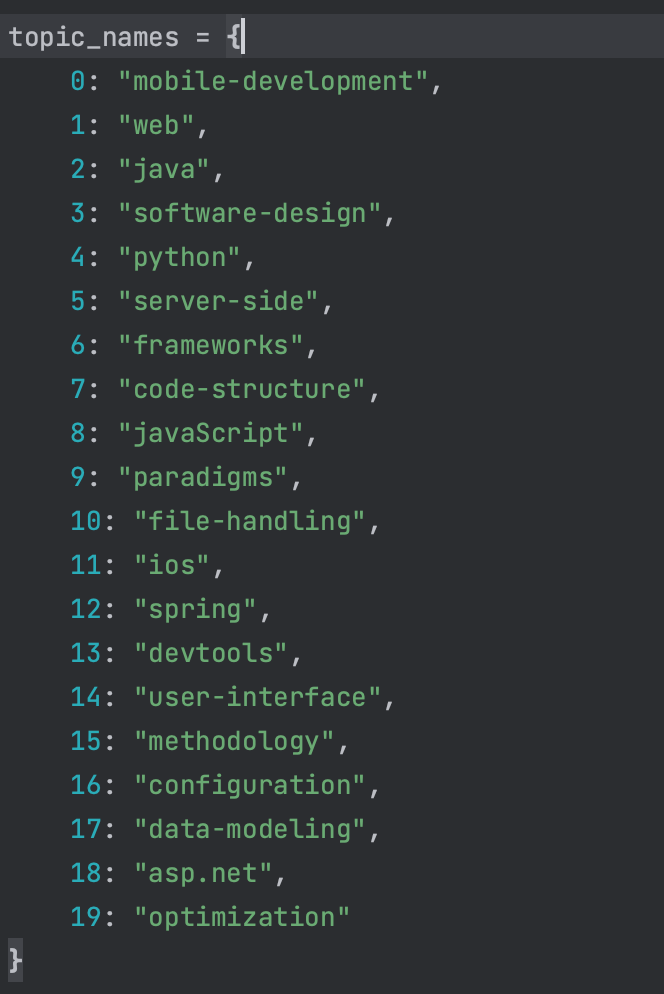 topic_names = {
    0: "mobile-development",
    1: "web",
    2: "java",
    3: "software-design",
    4: "python",
    5: "server-side",
    6: "frameworks",
    7: "code-structure",
    8: "javaScript",
    9: "paradigms",
    10: "file-handling",
    11: "ios",
    12: "spring",
    13: "devtools",
    14: "user-interface",
    15: "methodology",
    16: "configuration",
    17: "data-modeling",
    18: "asp.net",
    19: "optimization"
}